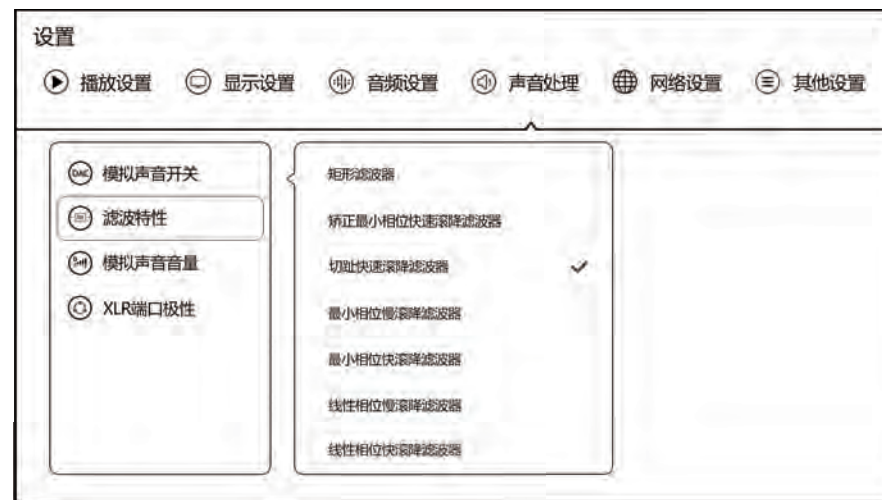 设置
播放设置 显示设置 音频设置 声音处理 网络设置 其他设置
DAC 模拟声音开关
滤波特性
模拟声音音量
XLR端口极性
矩形滤波器
矫正最小相位快速滚降滤波器
切趾快速滚降滤波器
最小相位慢滚降滤波器
最小相位快滚降滤波器
线性相位慢滚降滤波器
线性相位快滚降滤波器